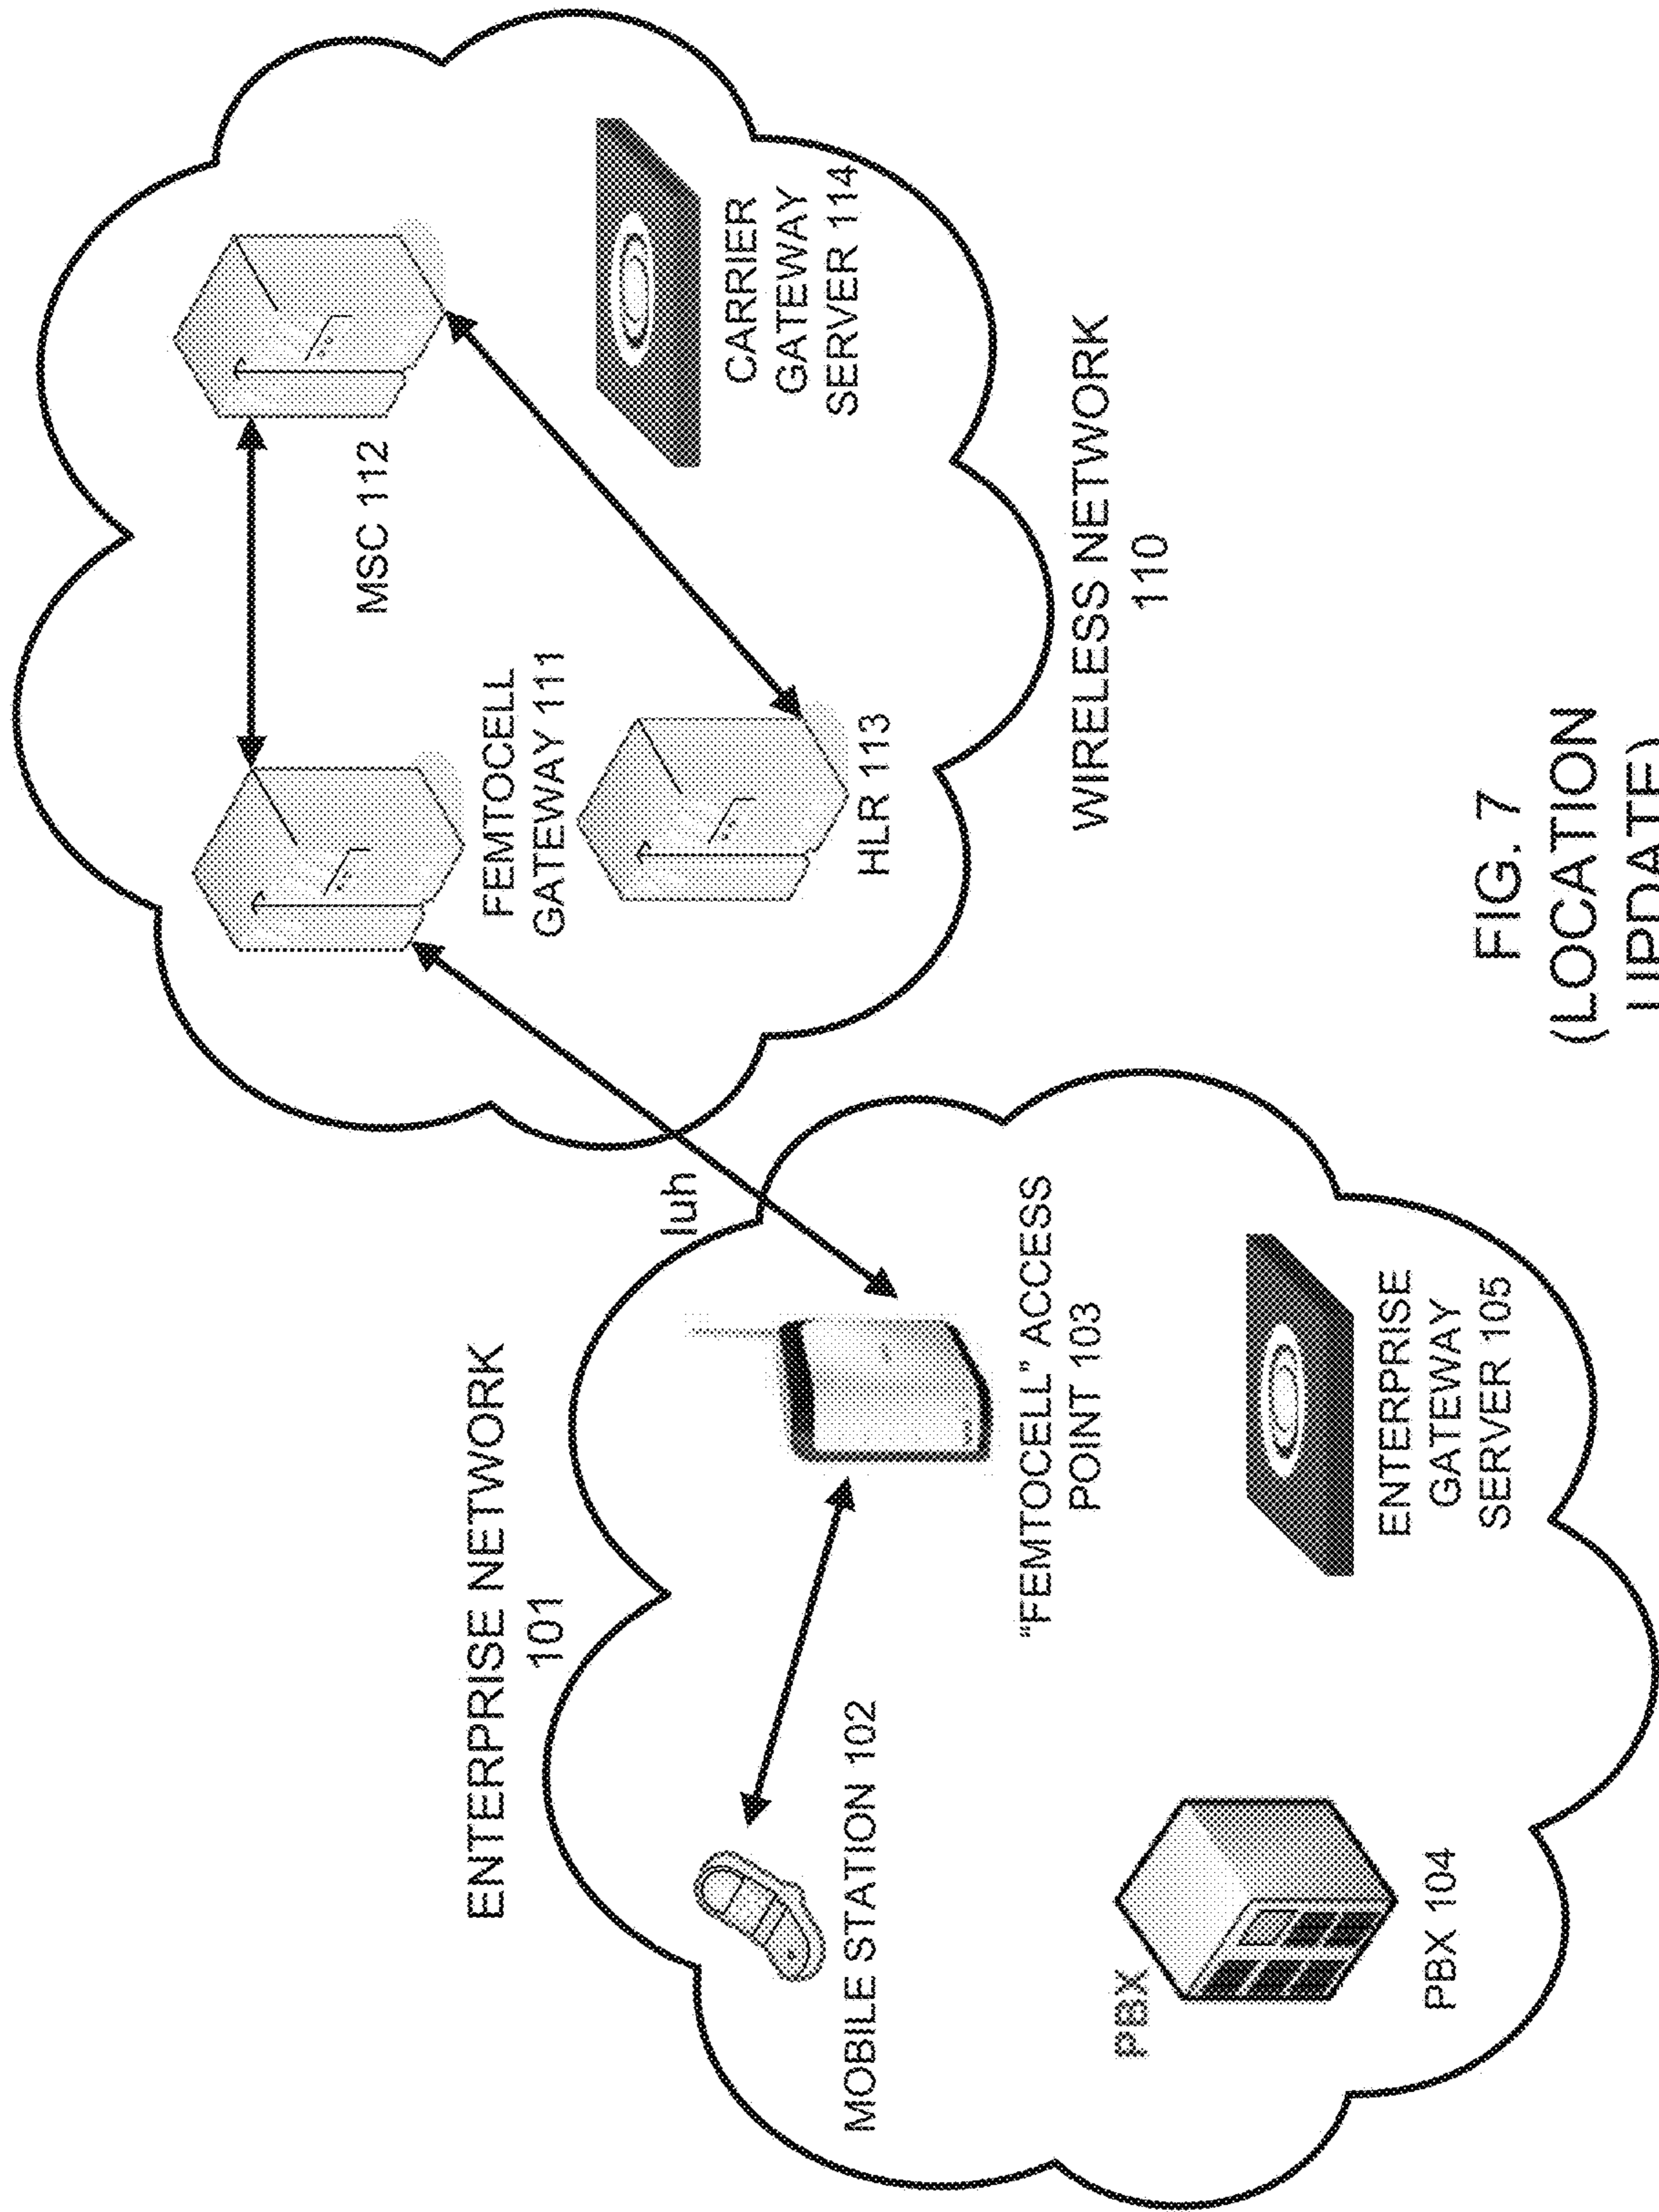 ENTERPRISE NETWORK
101
MOBILE STATION 102
"FEMTOCELL" ACCESS
POINT 103
PBX
PBX 104
ENTERPRISE
GATEWAY
SERVER 105
Iuh
FEMTOCELL
GATEWAY 111
MSC 112
HLR 113
CARRIER
GATEWAY
SERVER 114
WIRELESS NETWORK
110
FIG. 7
(LOCATION
UPDATE)